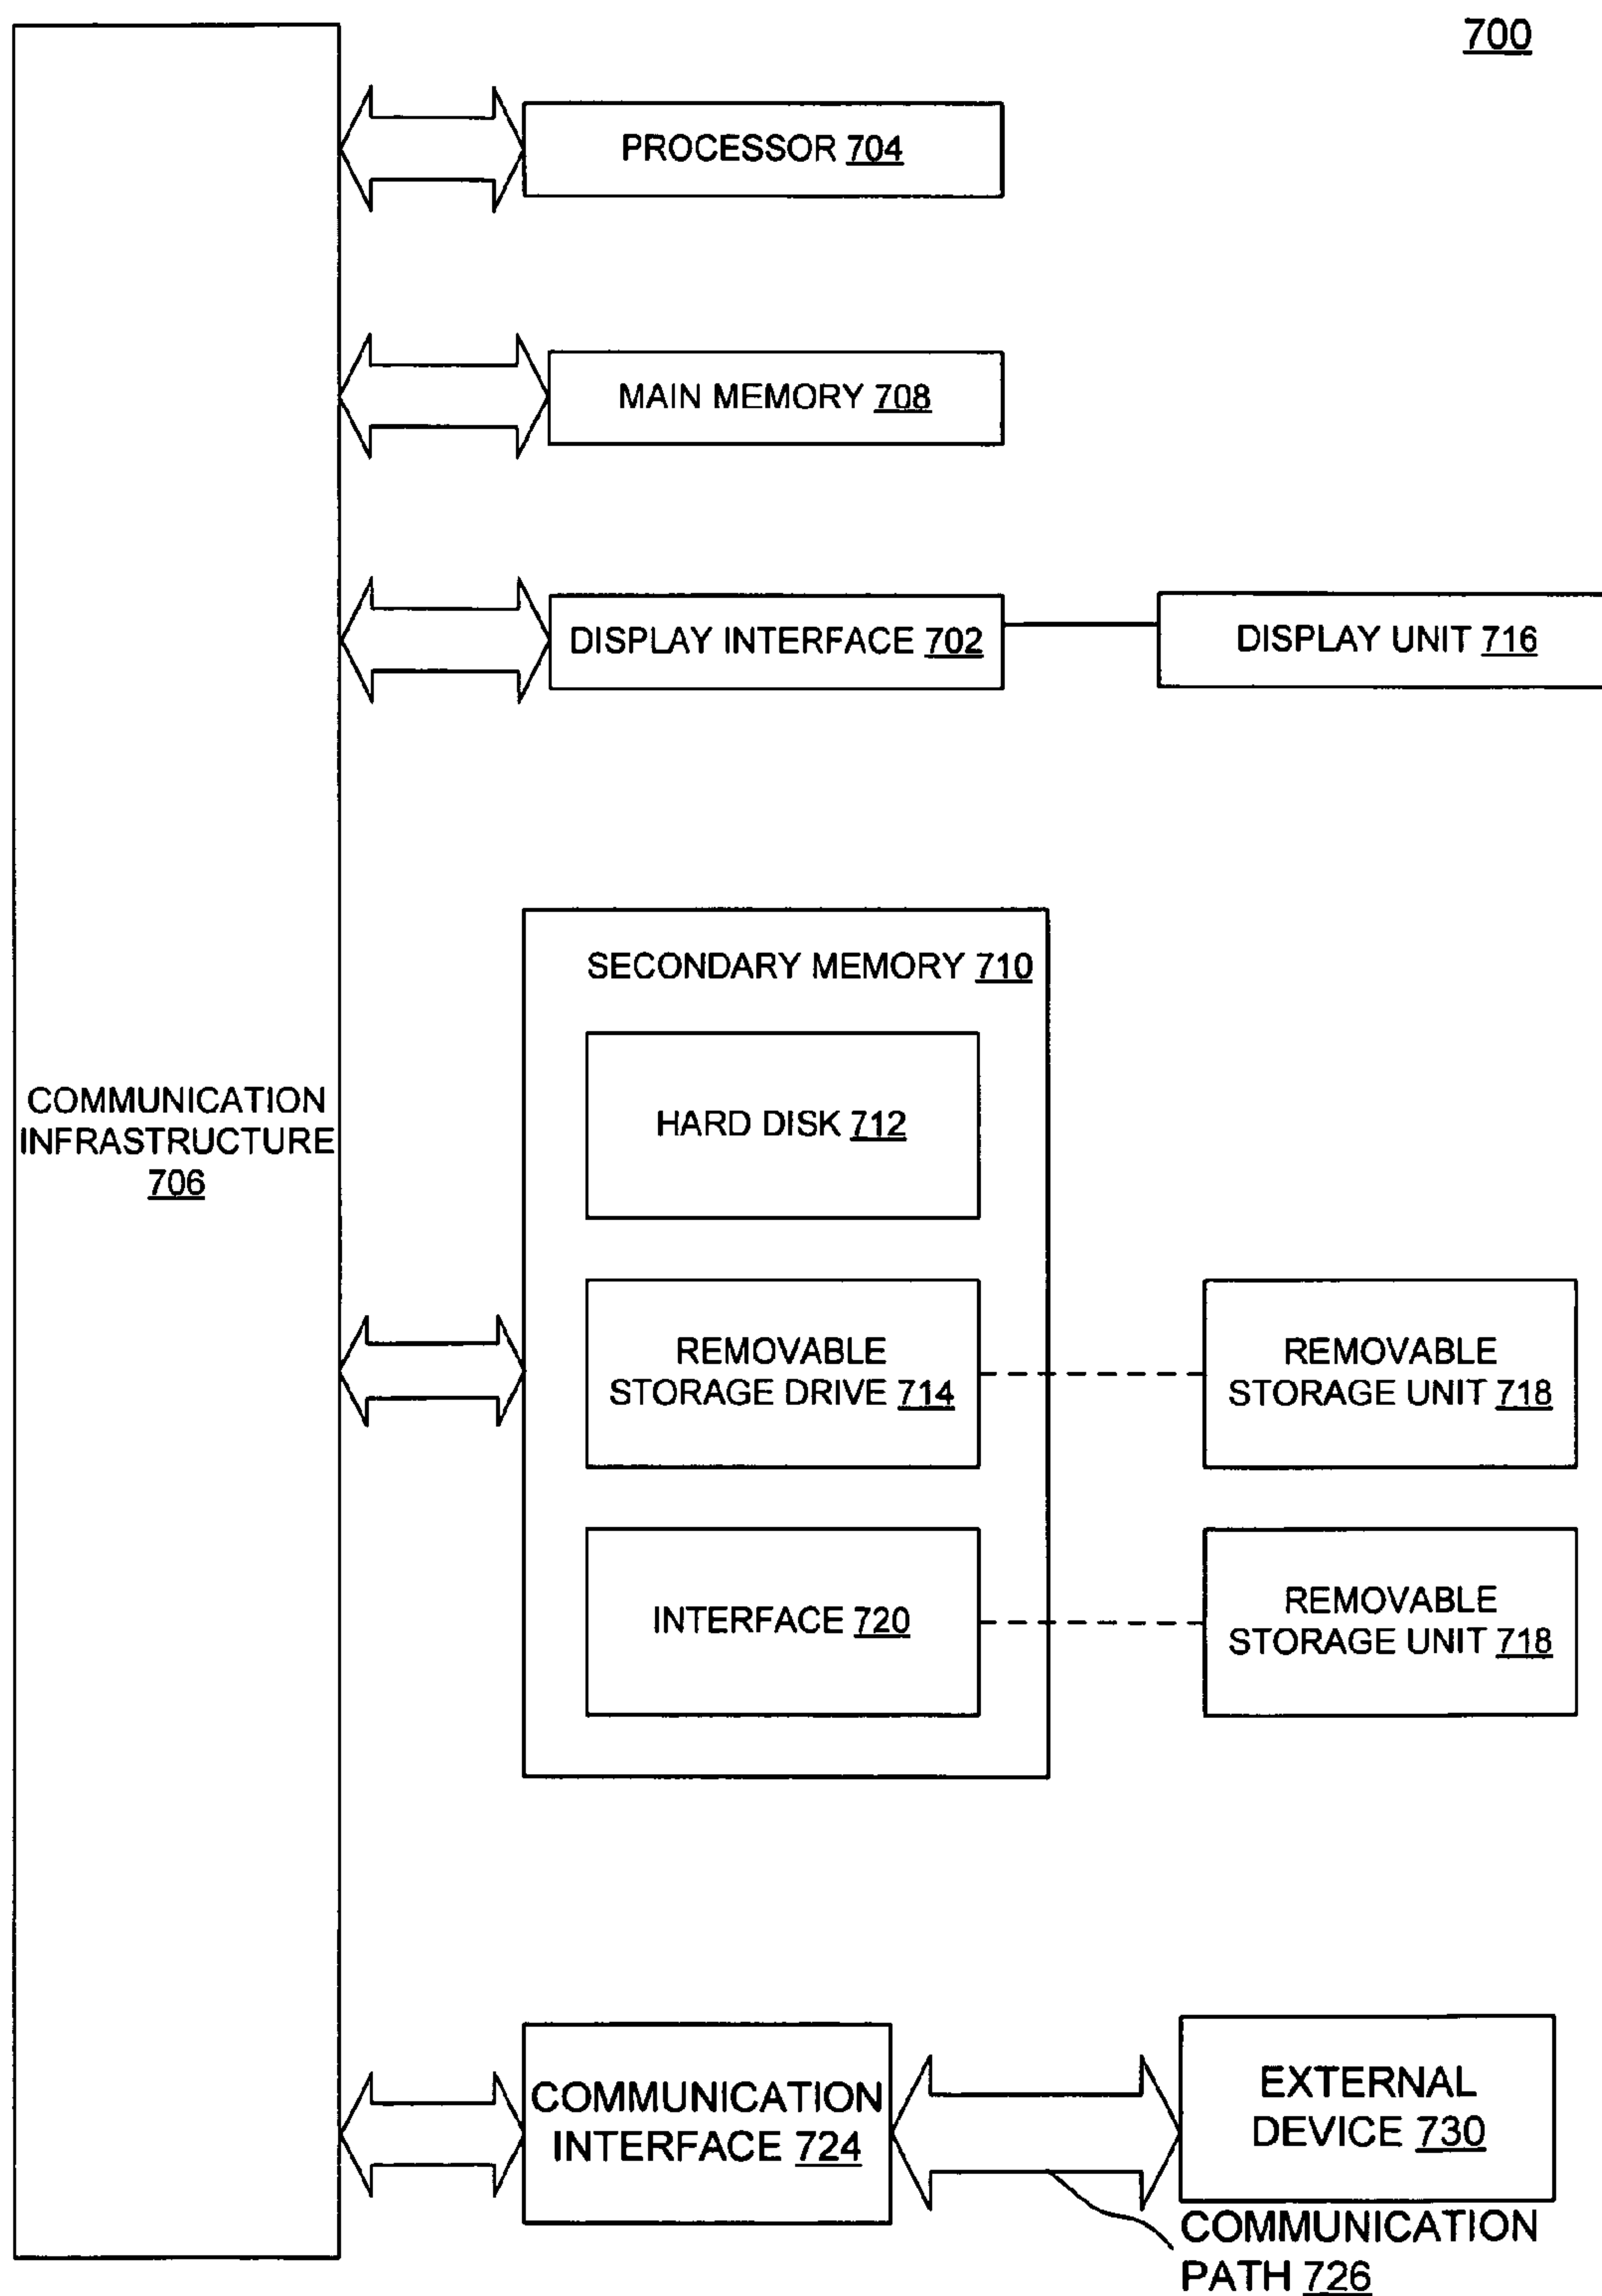 700
PROCESSOR 704
MAIN MEMORY 708
DISPLAY INTERFACE 702
DISPLAY UNIT 716
SECONDARY MEMORY 710
HARD DISK 712
COMMUNICATION
INFRASTRUCTURE
706
REMOVABLE
STORAGE DRIVE 714
REMOVABLE
STORAGE UNIT 718
INTERFACE 720
REMOVABLE
STORAGE UNIT 718
COMMUNICATION
INTERFACE 724
EXTERNAL
DEVICE 730
COMMUNICATION
PATH 726